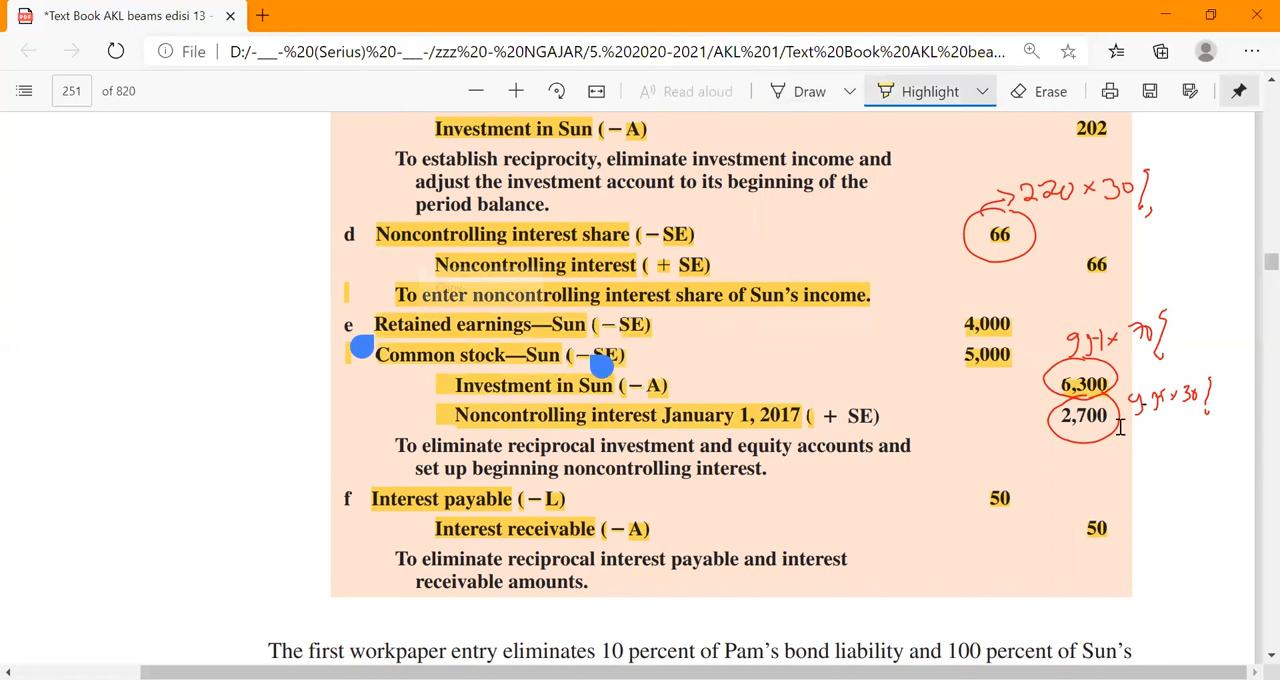 *Text Book AKL beams edisi 13 -
File D:/-___-%20(Serius)%20-___-/zzz%20-%20NGAJAR/5.%202020-2021/AKL%201/Text%20Book%20AKL%20bea...
251 of 820 Read aloud Draw Highlight Erase
Investment in Sun (−A) 202
To establish reciprocity, eliminate investment income and
adjust the investment account to its beginning of the
period balance.
220 × 30%
d Noncontrolling interest share (−SE) 66
Noncontrolling interest ( + SE) 66
To enter noncontrolling interest share of Sun's income.
e Retained earnings—Sun (−SE) 4,000
Common stock—Sun (−SE) 5,000
Investment in Sun (−A) 6,300
Noncontrolling interest January 1, 2017 ( + SE) 2,700
To eliminate reciprocal investment and equity accounts and
set up beginning noncontrolling interest.
f Interest payable (−L) 50
Interest receivable (−A) 50
To eliminate reciprocal interest payable and interest
receivable amounts.
The first workpaper entry eliminates 10 percent of Pam's bond liability and 100 percent of Sun's